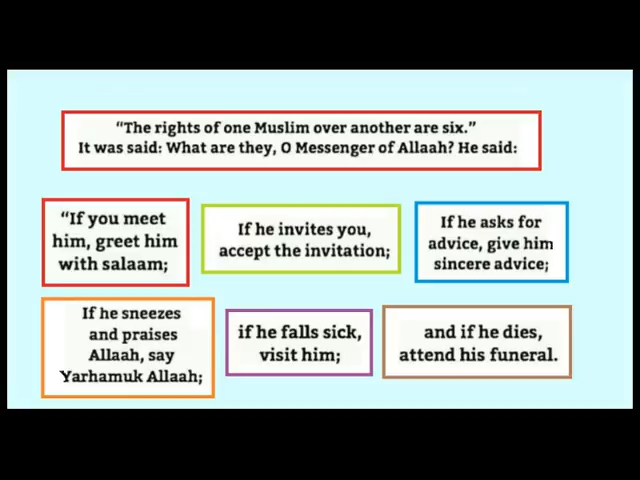 “The rights of one Muslim over another are six.”
It was said: What are they, O Messenger of Allaah? He said:
“If you meet
him, greet him
with salaam;
If he invites you,
accept the invitation;
If he asks for
advice, give him
sincere advice;
If he sneezes
and praises
Allaah, say
Yarhamuk Allaah;
if he falls sick,
visit him;
and if he dies,
attend his funeral.